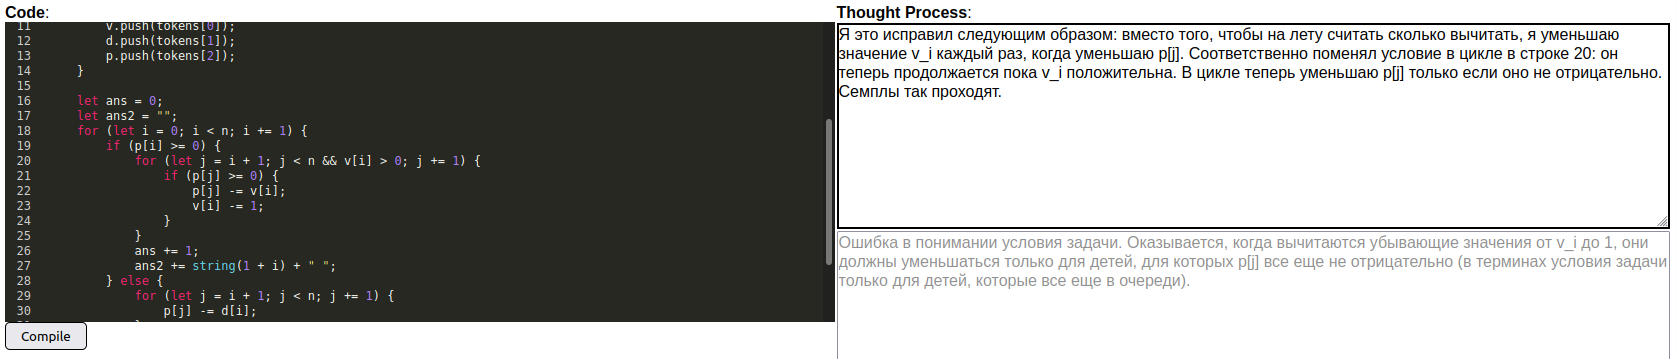 Code:
11 v.push(tokens[0]);
12 d.push(tokens[1]);
13 p.push(tokens[2]);
14 }
15
16 let ans = 0;
17 let ans2 = "";
18 for (let i = 0; i < n; i += 1) {
19 if (p[i] >= 0) {
20 for (let j = i + 1; j < n && v[i] > 0; j += 1) {
21 if (p[j] >= 0) {
22 p[j] -= v[i];
23 v[i] -= 1;
24 }
25 }
26 ans += 1;
27 ans2 += string(1 + i) + " ";
28 } else {
29 for (let j = i + 1; j < n; j += 1) {
30 p[j] -= d[i];
Compile
Thought Process:
Я это исправил следующим образом: вместо того, чтобы на лету считать сколько вычитать, я уменьшаю
значение v_i каждый раз, когда уменьшаю p[j]. Соответственно поменял условие в цикле в строке 20: он
теперь продолжается пока v_i положительна. В цикле теперь уменьшаю p[j] только если оно не отрицательно.
Семплы так проходят.
Ошибка в понимании условия задачи. Оказывается, когда вычитаются убывающие значения от v_i до 1, они
должны уменьшаться только для детей, для которых p[j] все еще не отрицательно (в терминах условия задачи
только для детей, которые все еще в очереди).